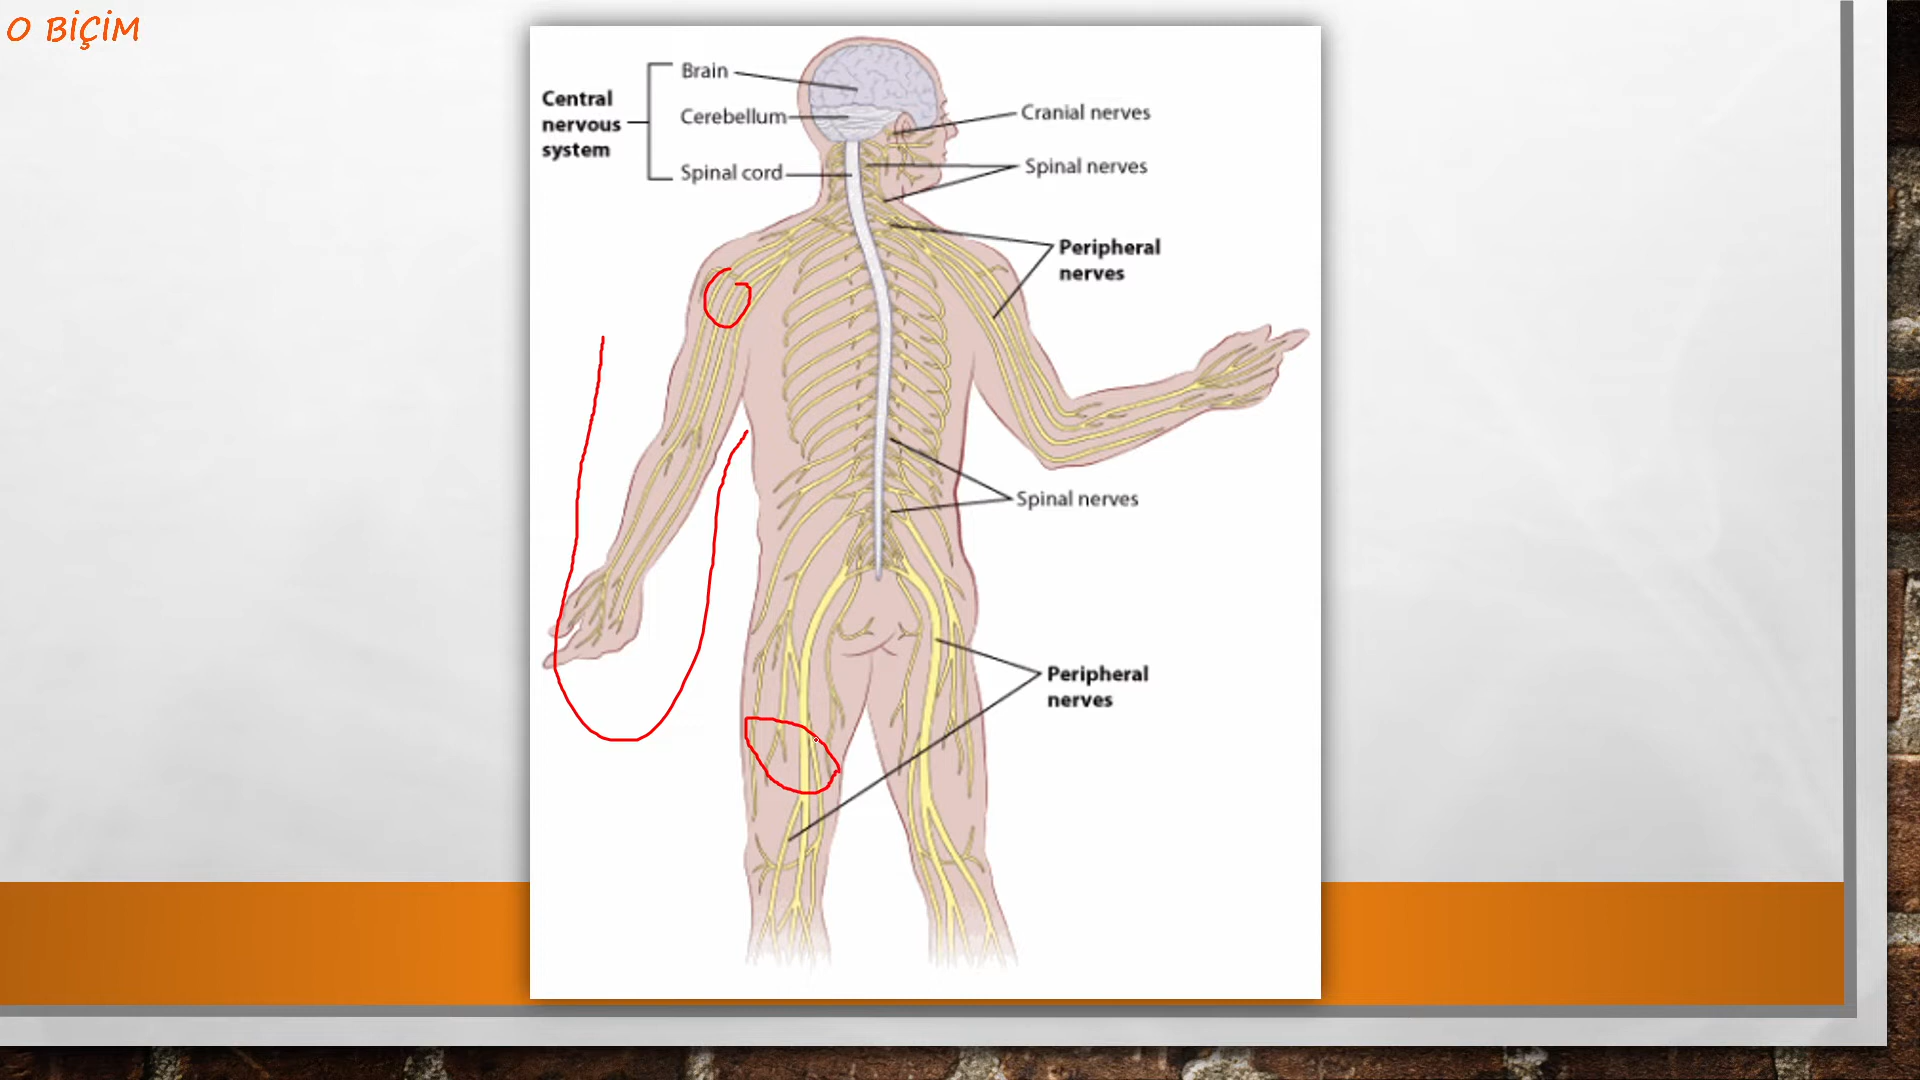 O BİÇİM
Brain
Central
nervous
system
Cerebellum
Spinal cord
Cranial nerves
Spinal nerves
Peripheral
nerves
Spinal nerves
Peripheral
nerves